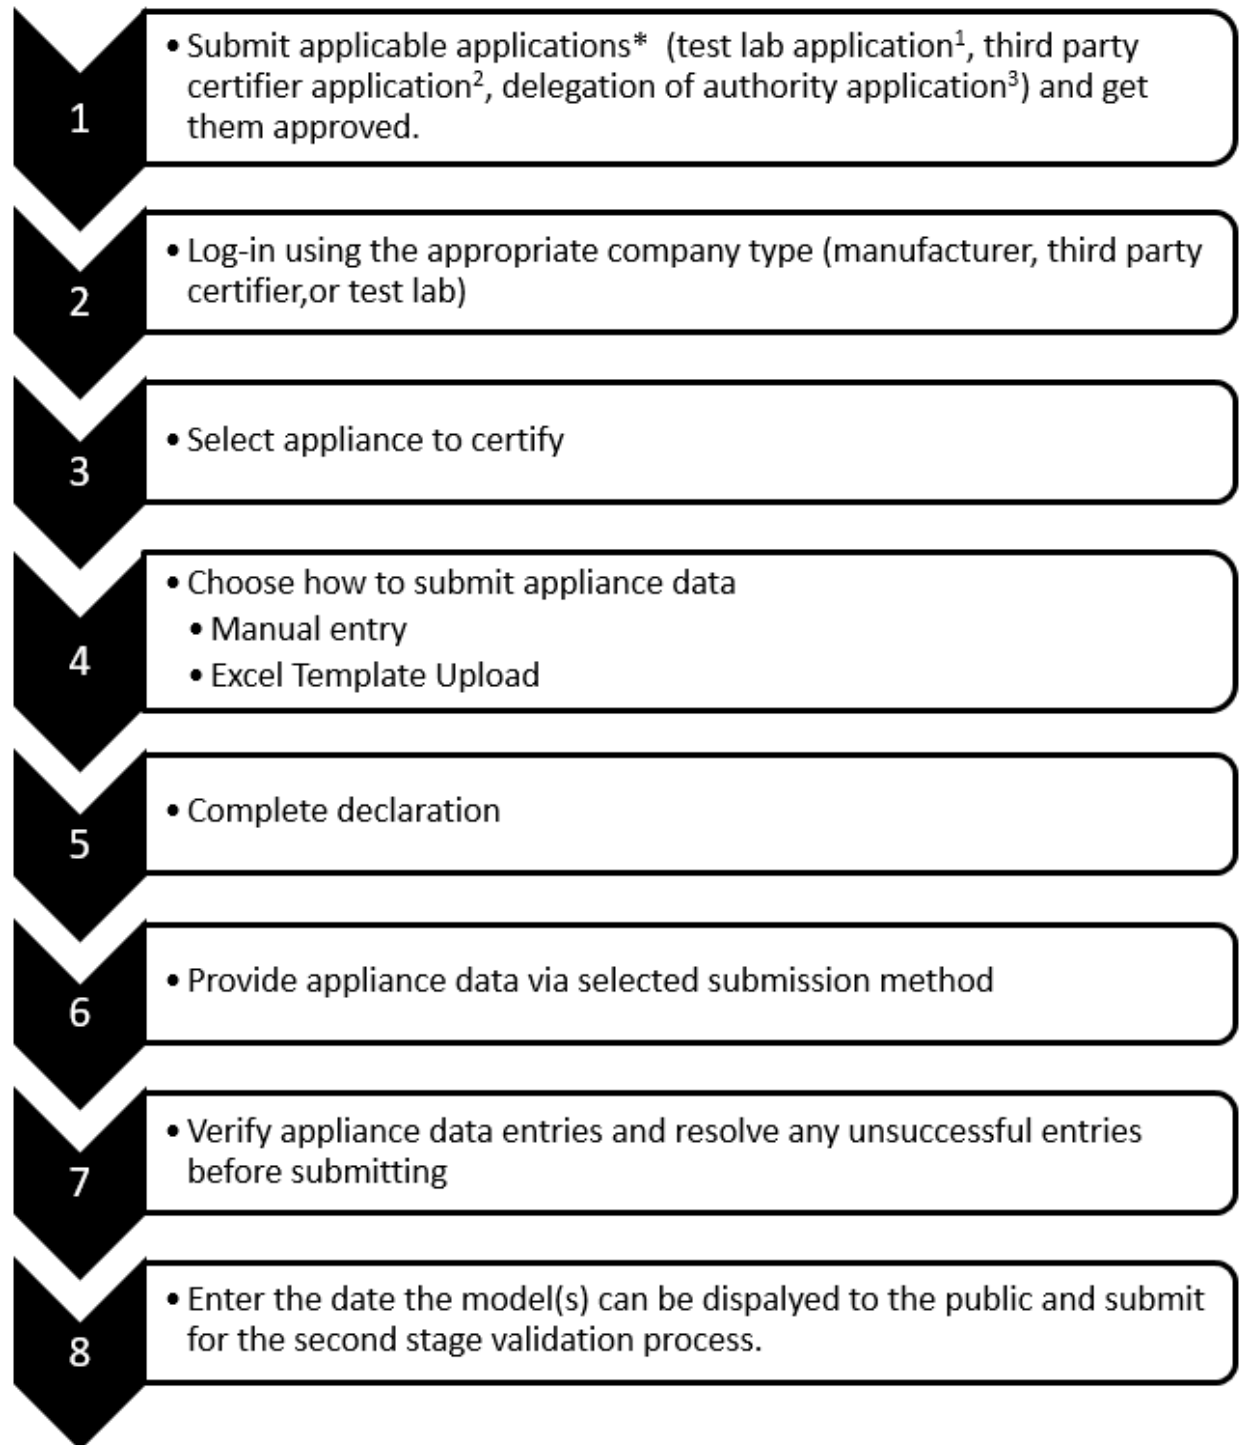 1
• Submit applicable applications* (test lab application¹, third party
certifier application², delegation of authority application³) and get
them approved.
2
• Log-in using the appropriate company type (manufacturer, third party
certifier,or test lab)
3
• Select appliance to certify
4
• Choose how to submit appliance data
• Manual entry
• Excel Template Upload
5
• Complete declaration
6
• Provide appliance data via selected submission method
7
• Verify appliance data entries and resolve any unsuccessful entries
before submitting
8
• Enter the date the model(s) can be dispalyed to the public and submit
for the second stage validation process.